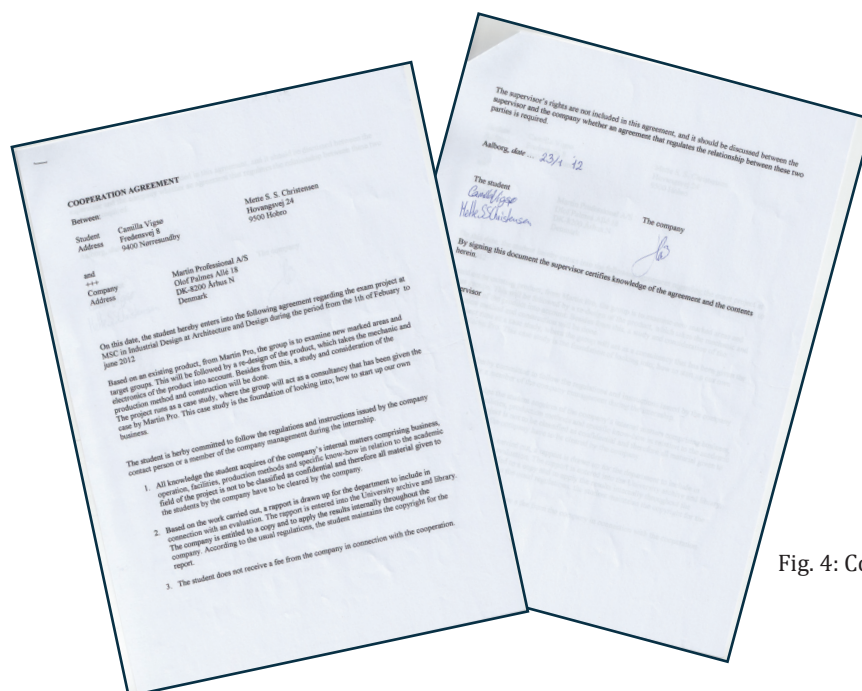 COOPERATION AGREEMENT
Between:
Student Camilla Vigsø Mette S. S. Christensen
Address Fredensvej 8 Hovangsvej 24
9400 Nørresundby 9500 Hobro
and
+++
Company Martin Professional A/S
Address Olof Palmes Allé 18
DK-8200 Århus N
Denmark
On this date, the student hereby enters into the following agreement regarding the exam project at
MSC in Industrial Design at Architecture and Design during the period from the 1th of Febuary to
june 2012
Based on an existing product, from Martin Pro, the group is to examine new marked areas and
target groups. This will be followed by a re-design of the product, which takes the mechanic and
electronics of the product into account. Besides from this, a study and consideration of the
production method and construction will be done.
The project runs as a case study, where the group will act as a consultancy that has been given the
case by Martin Pro. This case study is the foundation of looking into; how to start up our own
business.
The student is herby committed to follow the regulations and instructions issued by the company
contact person or a member of the company management during the internship.
1. All knowledge the student acquires of the company's internal matters comprising business,
operation, facilities, production methods and specific know-how in relation to the academic
field of the project is not to be classified as confidential and therefore all material given to
the students by the company have to be cleared by the company.
2. Based on the work carried out, a rapport is drawn up for the department to include in
connection with an evaluation. The rapport is entered into the University archive and library.
The company is entitled to a copy and to apply the results internally throughout the
company. According to the usual regulations, the student maintains the copyright for the
report.
3. The student does not receive a fee from the company in connection with the cooperation.
The supervisor's rights are not included in this agreement, and it should be discussed between the
supervisor and the company whether an agreement that regulates the relationship between these two
parties is required.
Aalborg, date ... 23/1 12
The student
Camilla Vigsø
Mette SS Christensen
The company
By signing this document the supervisor certifies knowledge of the agreement and the contents
herein.
ervisor
Fig. 4: Co